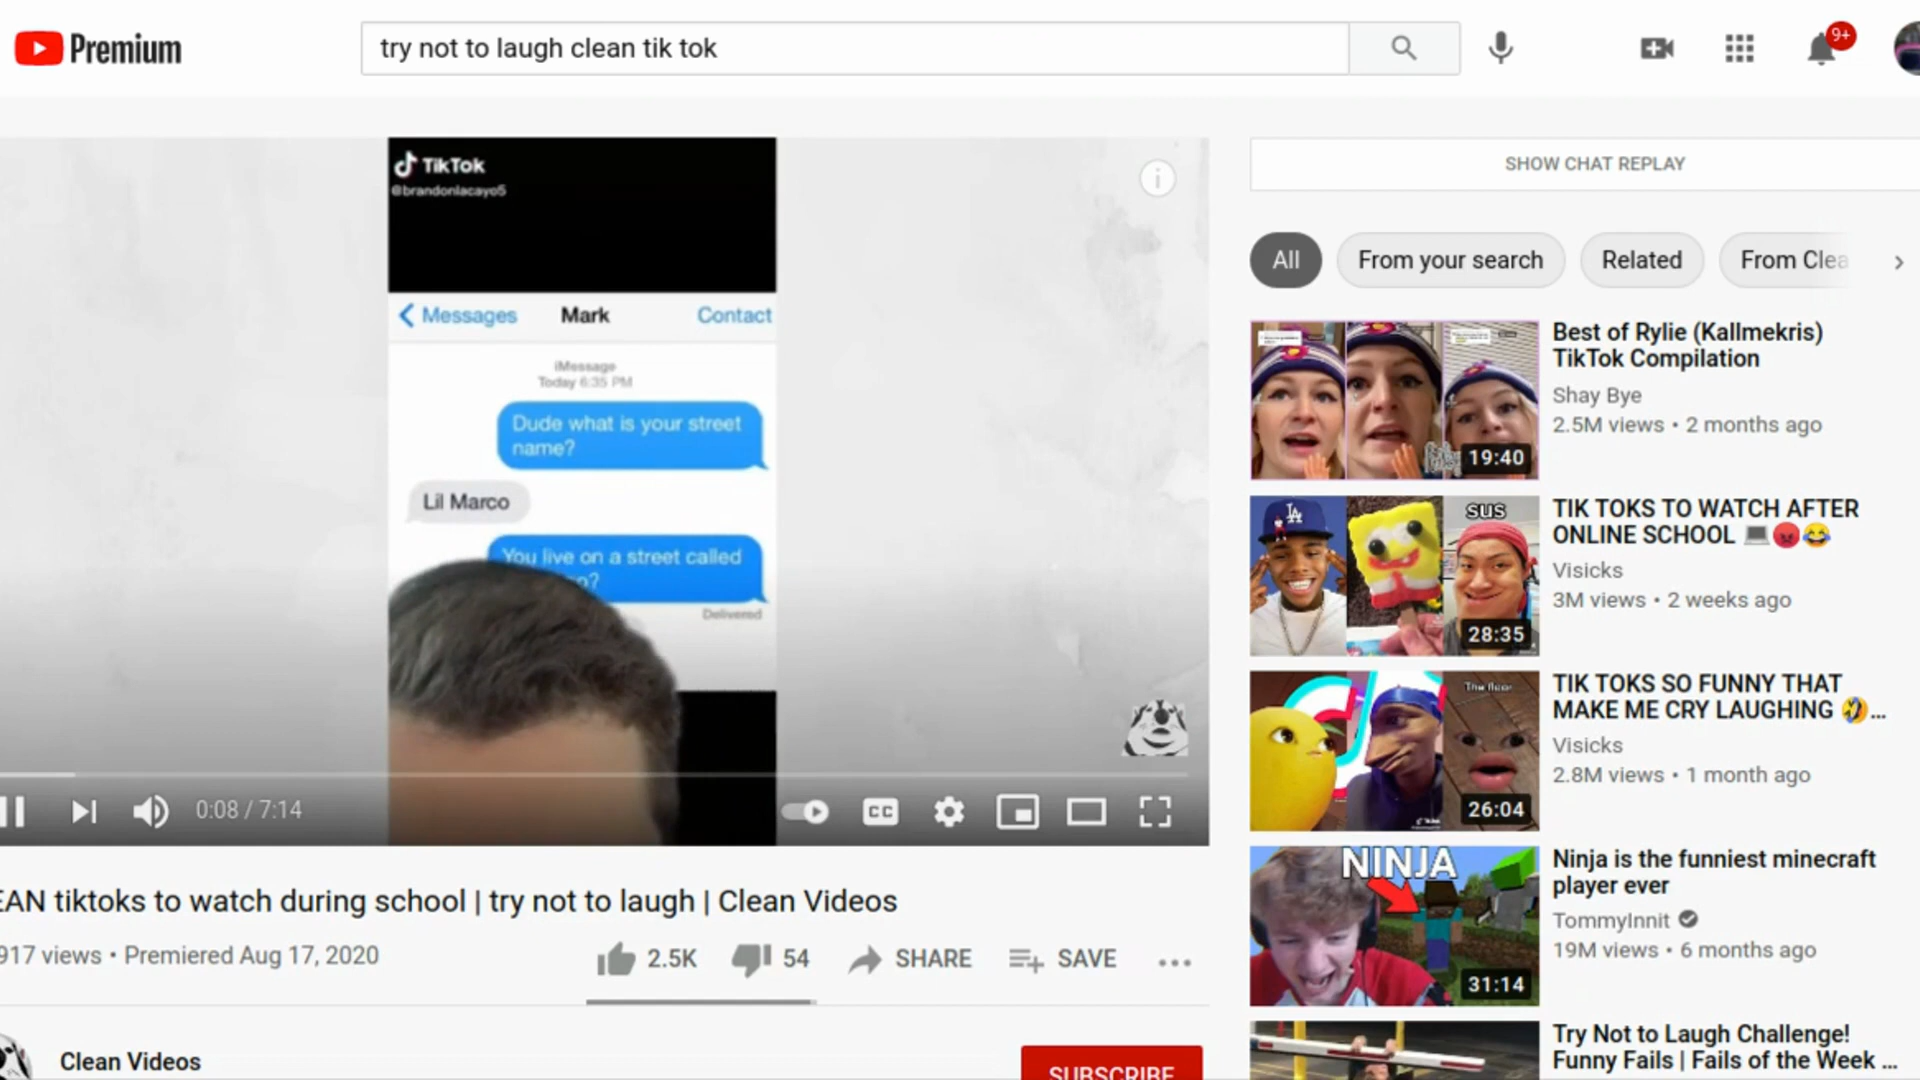 Premium
try not to laugh clean tik tok
9+
TikTok
@brandonlacayo5
Messages
Mark
Contact
iMessage
Today 6:35 PM
Dude what is your street
name?
Lil Marco
You live on a street called
Delivered
0:08 / 7:14
CC
EAN tiktoks to watch during school | try not to laugh | Clean Videos
917 views • Premiered Aug 17, 2020
2.5K
54
SHARE
SAVE
Clean Videos
SUBSCRIBE
SHOW CHAT REPLAY
All
From your search
Related
From Clea
19:40
Best of Rylie (Kallmekris)
TikTok Compilation
Shay Bye
2.5M views • 2 months ago
LA
SUS
28:35
TIK TOKS TO WATCH AFTER
ONLINE SCHOOL 💻😡😂
Visicks
3M views • 2 weeks ago
The floor
26:04
TIK TOKS SO FUNNY THAT
MAKE ME CRY LAUGHING 🤣...
Visicks
2.8M views • 1 month ago
NINJA
31:14
Ninja is the funniest minecraft
player ever
TommyInnit
19M views • 6 months ago
Try Not to Laugh Challenge!
Funny Fails | Fails of the Week ...